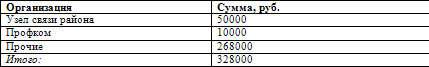 Организация Сумма, руб.
Узел связи района 50000
Профком 10000
Прочие 268000
Итого: 328000